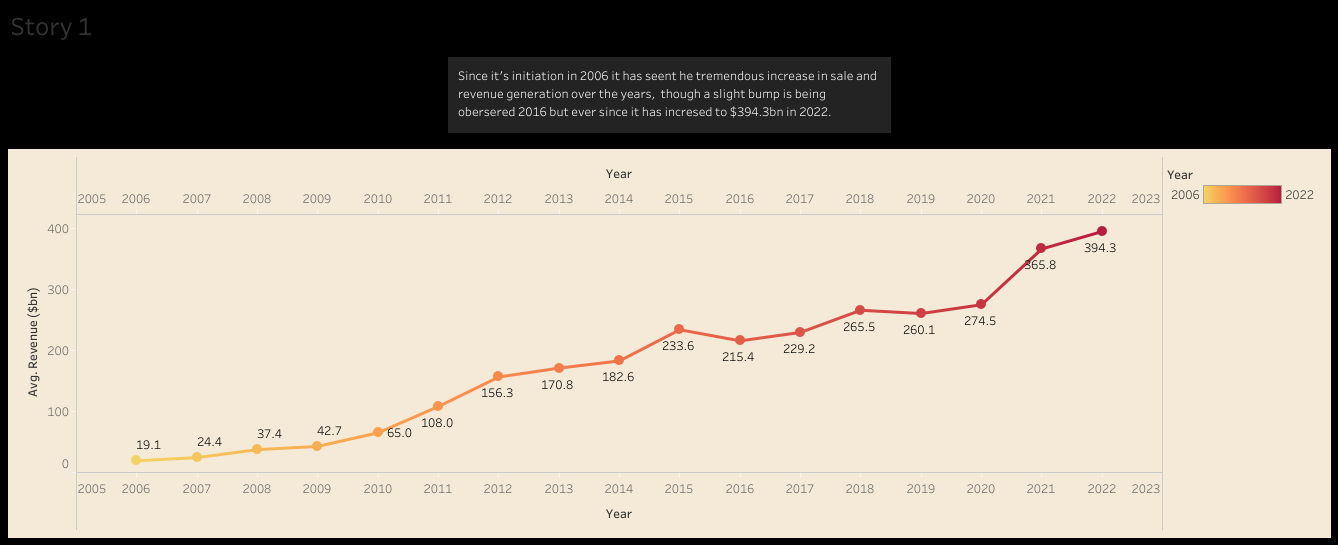 Story 1
Since it's initiation in 2006 it has seent he tremendous increase in sale and
revenue generation over the years, though a slight bump is being
obersered 2016 but ever since it has incresed to $394.3bn in 2022.
Year
2005 2006 2007 2008 2009 2010 2011 2012 2013 2014 2015 2016 2017 2018 2019 2020 2021 2022 2023
Year
2006 2022
Avg. Revenue ($bn)
400
300
200
100
0
19.1 24.4 37.4 42.7 65.0 108.0 156.3 170.8 182.6 233.6 215.4 229.2 265.5 260.1 274.5 365.8 394.3
2005 2006 2007 2008 2009 2010 2011 2012 2013 2014 2015 2016 2017 2018 2019 2020 2021 2022 2023
Year